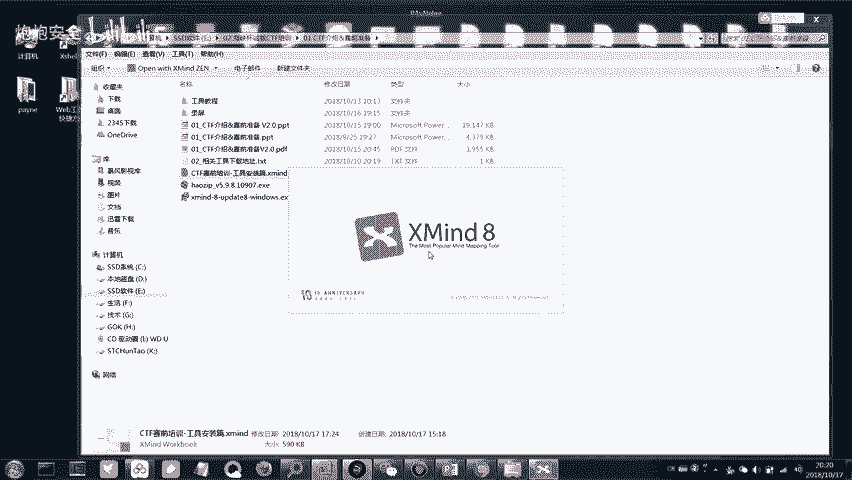 炮炮安全
计算机
Xshell
payne
Web工
快捷方
文件(F) 编辑(E) 查看(V) 工具(T) 帮助(H)
组织 Open with XMind ZEN 电子邮件 新建文件夹
名称 修改日期 类型 大小
工具教程 2018/10/13 10:13 文件夹
录屏 2018/10/16 19:15 文件夹
01_CTF介绍&赛前准备V2.0.ppt 2018/10/15 19:00 Microsoft Power... 19,147 KB
01_CTF介绍&赛前准备.ppt 2018/9/25 19:27 Microsoft Power... 4,379 KB
01_CTF介绍&赛前准备V2.0.pdf 2018/10/15 20:45 PDF 文件 3,955 KB
02_相关工具下载地址.txt 2018/10/10 20:19 TXT 文件 1 KB
CTF赛前培训-工具安装篇.xmind
haozip_v5.9.8.10907.exe
xmind-8-update8-windows.ex
收藏夹
下载
桌面
2345下载
OneDrive
库
暴风影视库
视频
图片
文档
迅雷下载
音乐
计算机
SSD系统 (C:)
本地磁盘 (D:)
SSD软件 (E:)
生活 (F:)
技术 (G:)
GOK (H:)
CD 驱动器 (I:) WD U
STCHunTao (K:)
网络
XMind 8
The Most Popular Mind Mapping Tool
CTF赛前培训-工具安装篇.xmind 修改日期: 2018/10/17 17:24 创建日期: 2018/10/17 15:18
XMind Workbook 大小: 590 KB
20:20
2018/10/17